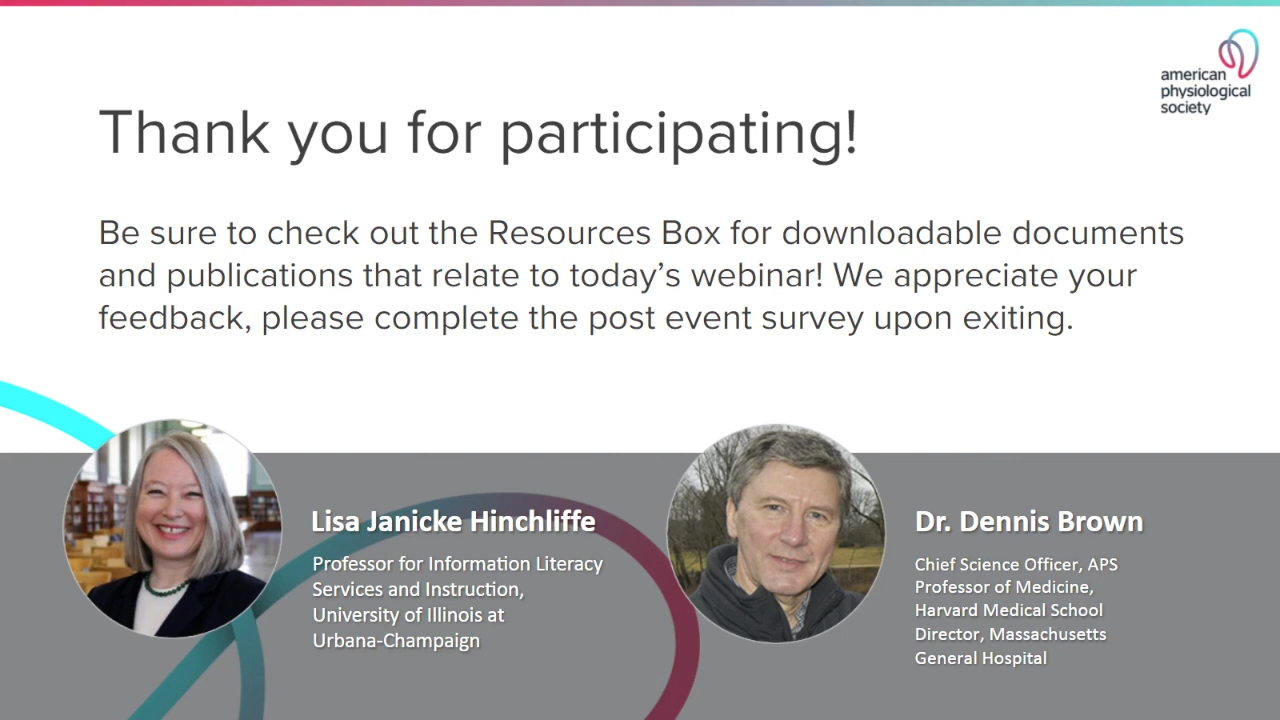 american
physiological
society
Thank you for participating!
Be sure to check out the Resources Box for downloadable documents
and publications that relate to today's webinar! We appreciate your
feedback, please complete the post event survey upon exiting.
Lisa Janicke Hinchliffe
Professor for Information Literacy
Services and Instruction,
University of Illinois at
Urbana-Champaign
Dr. Dennis Brown
Chief Science Officer, APS
Professor of Medicine,
Harvard Medical School
Director, Massachusetts
General Hospital